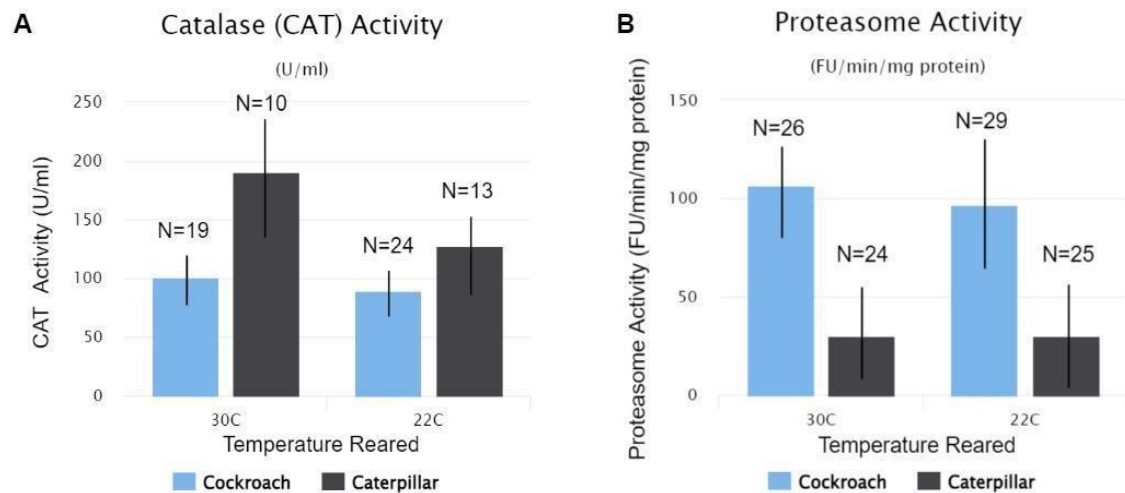 A
Catalase (CAT) Activity
(U/ml)
CAT Activity (U/ml)
250
200
150
100
50
0
N=19
N=10
N=24
N=13
30C
22C
Temperature Reared
Cockroach
Caterpillar
B
Proteasome Activity
(FU/min/mg protein)
Proteasome Activity (FU/min/mg protein)
150
100
50
0
N=26
N=24
N=29
N=25
30C
22C
Temperature Reared
Cockroach
Caterpillar